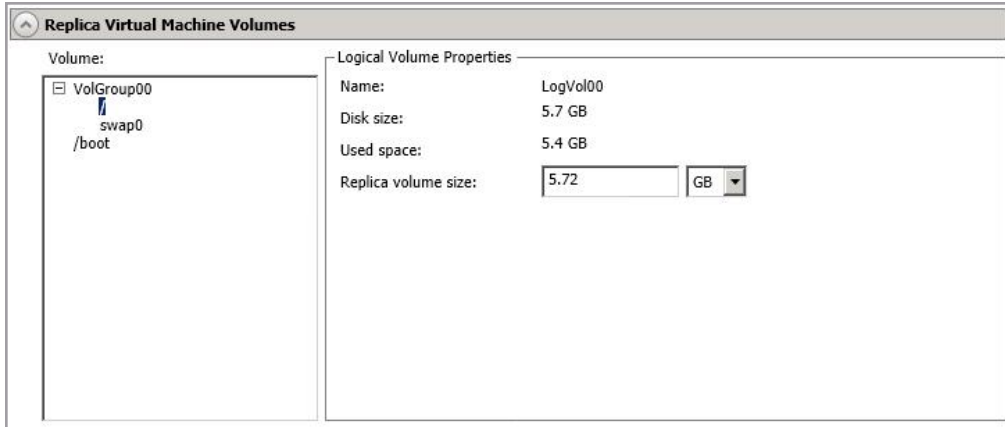 Replica Virtual Machine Volumes
Volume:
VolGroup00
/
swap0
/boot
Logical Volume Properties
Name: LogVol00
Disk size: 5.7 GB
Used space: 5.4 GB
Replica volume size: 5.72 GB